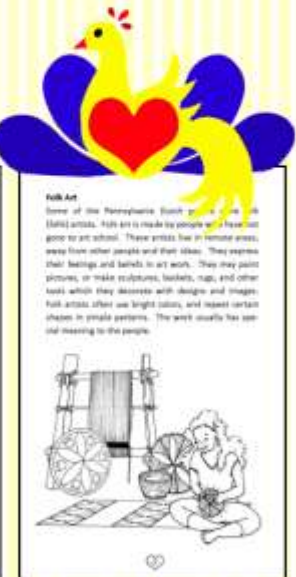 Folk Art
Some of the Pennsylvania Dutch folk
(fōhk) artists. Folk art is made by people who have not
gone to art school. These artists live in remote areas,
away from other people and their ideas. They express
their feelings and beliefs in art work. They may paint
pictures, or make sculptures, baskets, rugs, and other
tools which they decorate with designs and images.
Folk artists often use bright colors, and repeat certain
shapes in simple patterns. The work usually has spe-
cial meaning to the people.